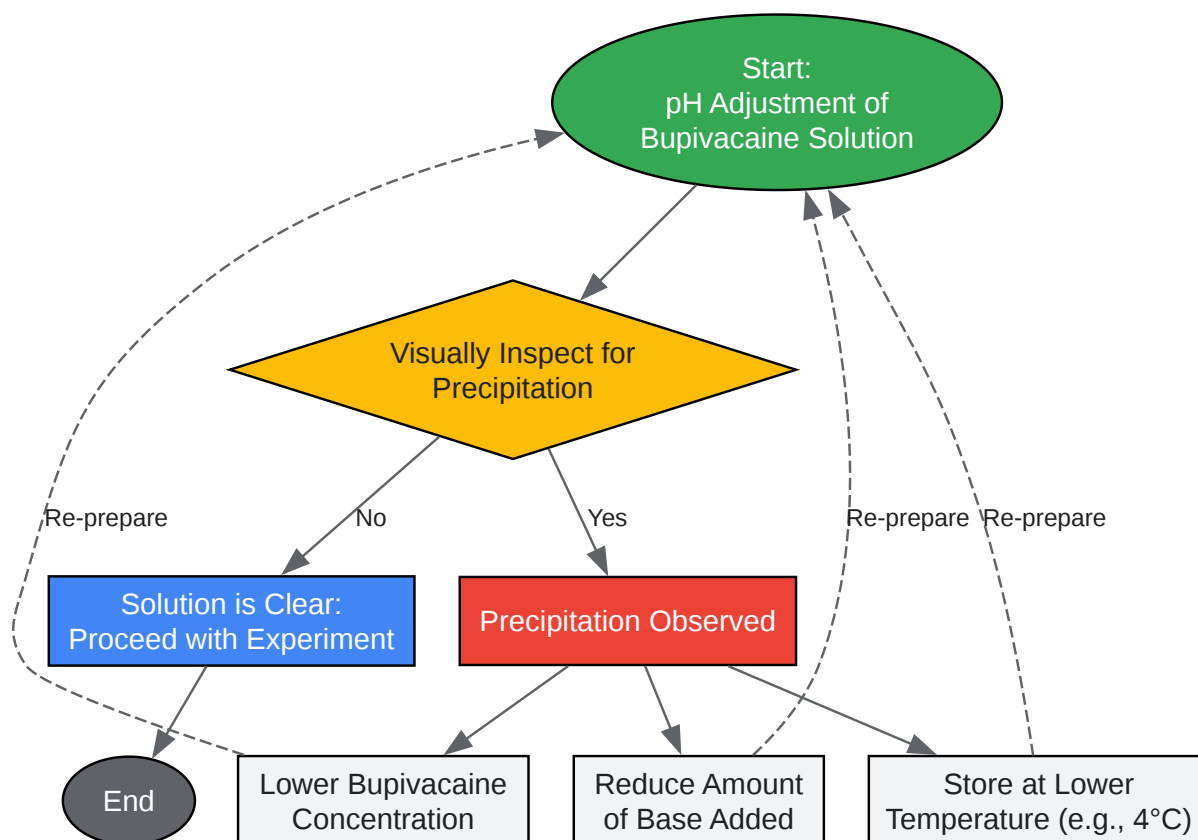 Start:
pH Adjustment of
Bupivacaine Solution
Visually Inspect for
Precipitation
Re-prepare
No
Yes
Re-prepare
Re-prepare
Solution is Clear:
Proceed with Experiment
Precipitation Observed
End
Lower Bupivacaine
Concentration
Reduce Amount
of Base Added
Store at Lower
Temperature (e.g., 4°C)